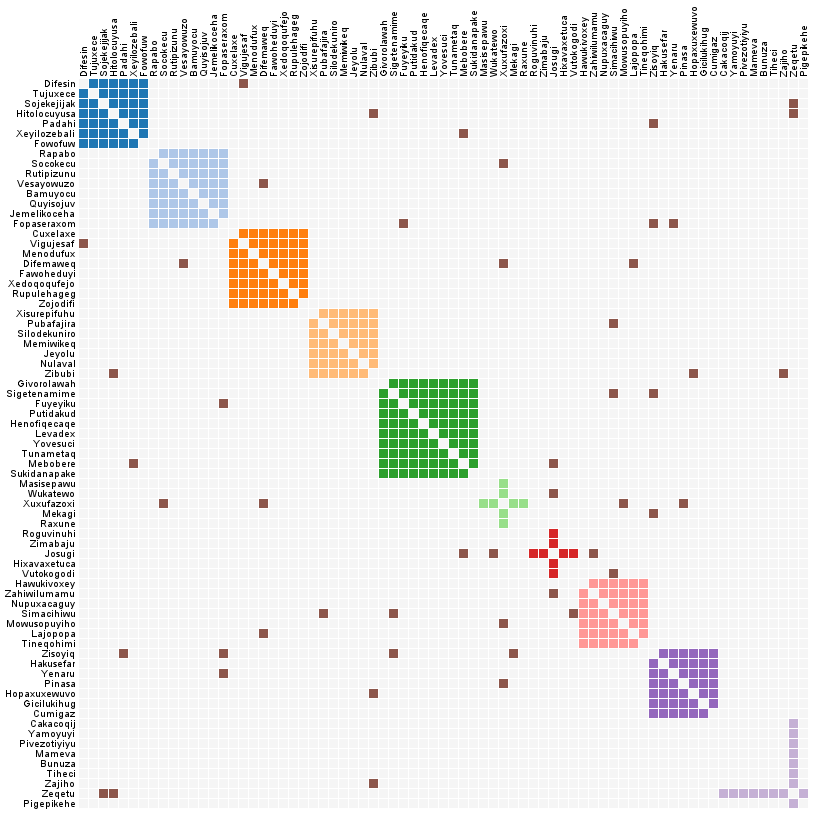 Difesin
Tujuxece
Sojekejijak
Hitolocuyusa
Padahi
Xeyilozebali
Fowofuw
Rapabo
Socokecu
Rutipizunu
Vesayowuzo
Bamuyocu
Quyisojuv
Jemelikoceha
Fopaseraxom
Cuxelaxe
Vigujesaf
Menodufux
Difemaweq
Fawoheduyi
Xedoqoqufejo
Rupulehageg
Zojodifi
Xisurepifuhu
Pubafajira
Silodekuniro
Memiwikeq
Jeyolu
Nulaval
Zibubi
Givorolawah
Sigetenamime
Fuyeyiku
Putidakud
Henofiqecaqe
Levadex
Yovesuci
Tunametaq
Mebobere
Sukidanapake
Masisepawu
Wukatewo
Xuxufazoxi
Mekagi
Raxune
Roguvinuhi
Zimabaju
Josugi
Hixavaxetuca
Vutokogodi
Hawukivoxey
Zahiwilumamu
Nupuxacaguy
Simacihiwu
Mowusopuyiho
Lajopopa
Tineqohimi
Zisoyiq
Hakusefar
Yenaru
Pinasa
Hopaxuxewuvo
Gicilukihug
Cumigaz
Cakacoqij
Yamoyuyi
Pivezotiyiyu
Mameva
Bunuza
Tiheci
Zajiho
Zeqetu
Pigepikehe
Difesin
Tujuxece
Sojekejijak
Hitolocuyusa
Padahi
Xeyilozebali
Fowofuw
Rapabo
Socokecu
Rutipizunu
Vesayowuzo
Bamuyocu
Quyisojuv
Jemelikoceha
Fopaseraxom
Cuxelaxe
Vigujesaf
Menodufux
Difemaweq
Fawoheduyi
Xedoqoqufejo
Rupulehageg
Zojodifi
Xisurepifuhu
Pubafajira
Silodekuniro
Memiwikeq
Jeyolu
Nulaval
Zibubi
Givorolawah
Sigetenamime
Fuyeyiku
Putidakud
Henofiqecaqe
Levadex
Yovesuci
Tunametaq
Mebobere
Sukidanapake
Masisepawu
Wukatewo
Xuxufazoxi
Mekagi
Raxune
Roguvinuhi
Zimabaju
Josugi
Hixavaxetuca
Vutokogodi
Hawukivoxey
Zahiwilumamu
Nupuxacaguy
Simacihiwu
Mowusopuyiho
Lajopopa
Tineqohimi
Zisoyiq
Hakusefar
Yenaru
Pinasa
Hopaxuxewuvo
Gicilukihug
Cumigaz
Cakacoqij
Yamoyuyi
Pivezotiyiyu
Mameva
Bunuza
Tiheci
Zajiho
Zeqetu
Pigepikehe